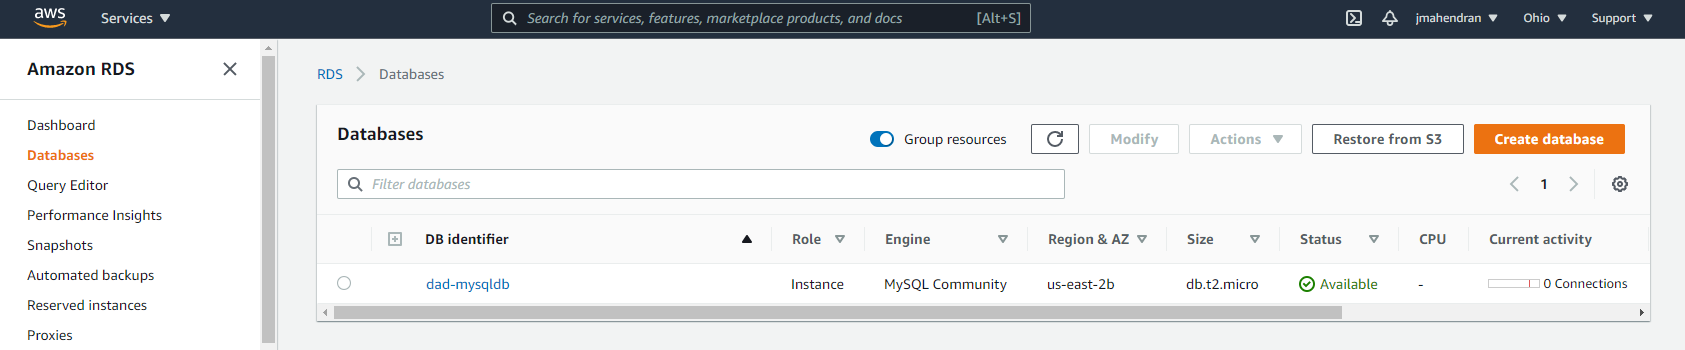 aws Services Search for services, features, marketplace products, and docs [Alt+S] jmahendran Ohio Support
Amazon RDS
Dashboard
Databases
Query Editor
Performance Insights
Snapshots
Automated backups
Reserved instances
Proxies
RDS Databases
Databases Group resources Modify Actions Restore from S3 Create database
Filter databases 1
DB identifier Role Engine Region & AZ Size Status CPU Current activity
dad-mysqldb Instance MySQL Community us-east-2b db.t2.micro Available - 0 Connections